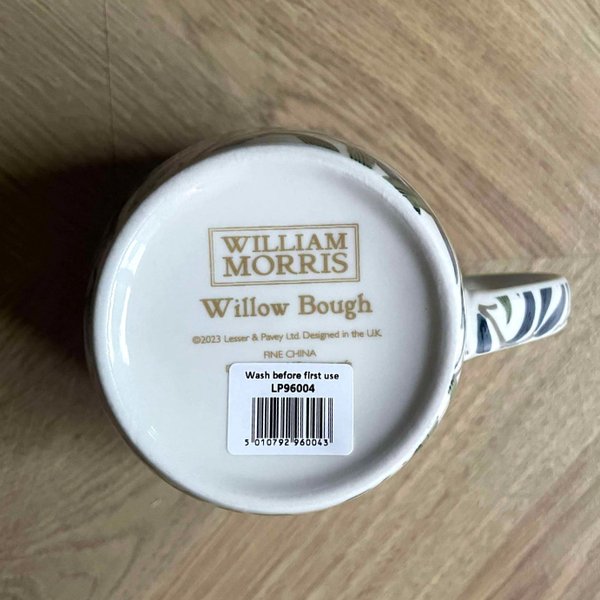 WILLIAM
MORRIS
Willow Bough
©2023 Lesser & Pavey Ltd. Designed in the U.K.
FINE CHINA
Wash before first use
LP96004
5 010792 960043